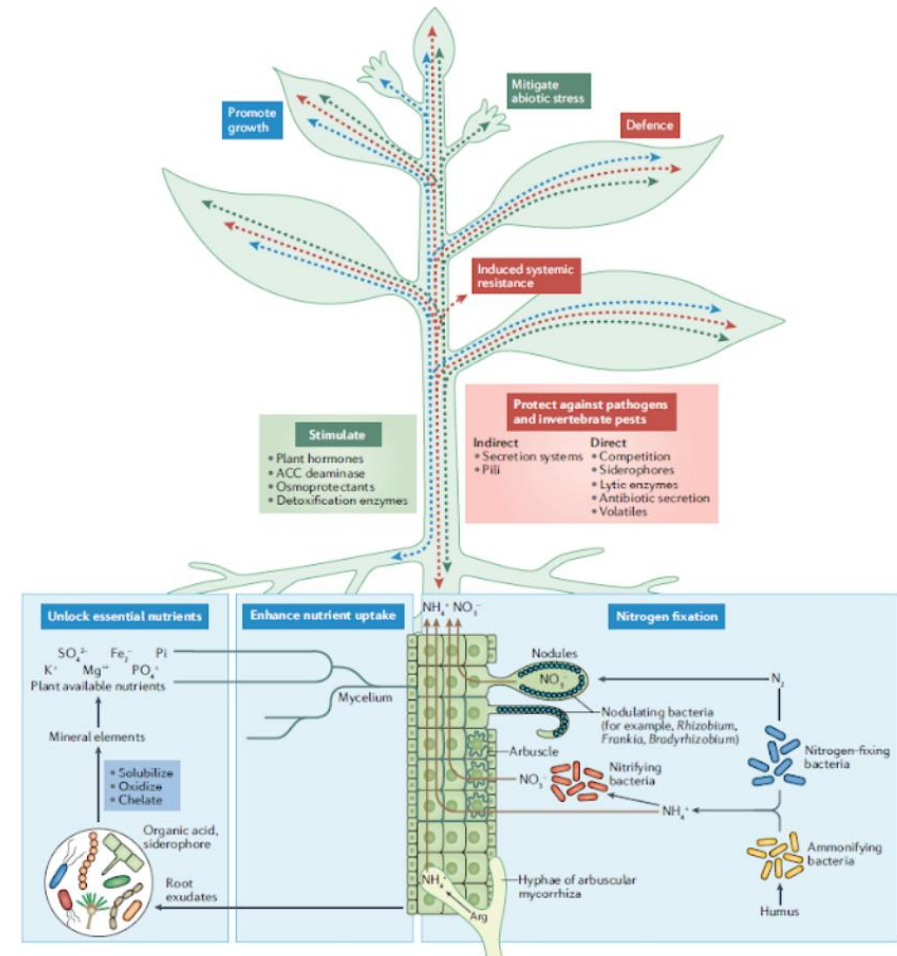 Mitigate
abiotic stress
Promote
growth
Defence
Induced systemic
resistance
Stimulate
• Plant hormones
• ACC deaminase
• Osmoprotectants
• Detoxification enzymes
Protect against pathogens
and invertebrate pests
Indirect
• Secretion systems
• Pili
Direct
• Competition
• Siderophores
• Lytic enzymes
• Antibiotic secretion
• Volatiles
Unlock essential nutrients
SO₄²⁻ Fe₂⁻ Pi
K⁺ Mg⁺⁺ PO₄⁺
Plant available nutrients
Mineral elements
• Solubilize
• Oxidize
• Chelate
Organic acid,
siderophore
Root
exudates
Enhance nutrient uptake
Mycelium
Nitrogen fixation
NH₄⁺ NO₃⁻
Nodules
NO₃⁻
N₂
Nodulating bacteria
(for example, Rhizobium,
Frankia, Bradyrhizobium)
Nitrogen-fixing
bacteria
Arbuscle
Nitrifying
bacteria
NO₃⁻
NH₄⁺
Ammonifying
bacteria
Humus
Hyphae of arbuscular
mycorrhiza
NH₄⁺
Arg